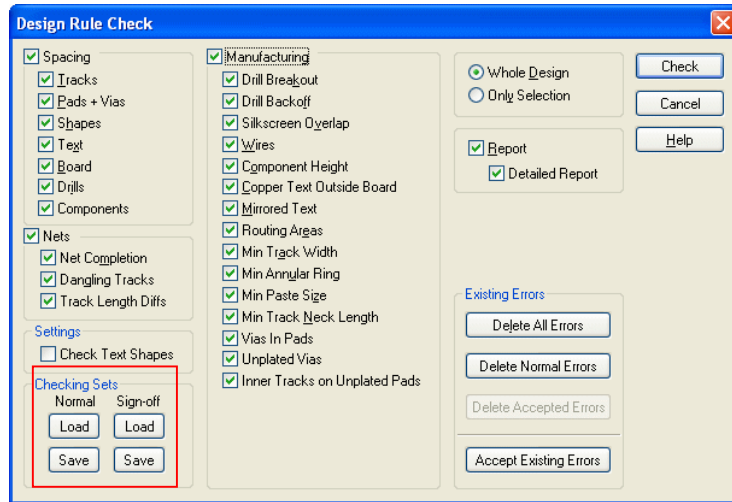 Design Rule Check
Spacing
Tracks
Pads + Vias
Shapes
Text
Board
Drills
Components
Nets
Net Completion
Dangling Tracks
Track Length Diffs
Settings
Check Text Shapes
Checking Sets
Normal Sign-off
Load Load
Save Save
Manufacturing
Drill Breakout
Drill Backoff
Silkscreen Overlap
Wires
Component Height
Copper Text Outside Board
Mirrored Text
Routing Areas
Min Track Width
Min Annular Ring
Min Paste Size
Min Track Neck Length
Vias In Pads
Unplated Vias
Inner Tracks on Unplated Pads
Whole Design
Only Selection
Report
Detailed Report
Existing Errors
Delete All Errors
Delete Normal Errors
Delete Accepted Errors
Accept Existing Errors
Check
Cancel
Help